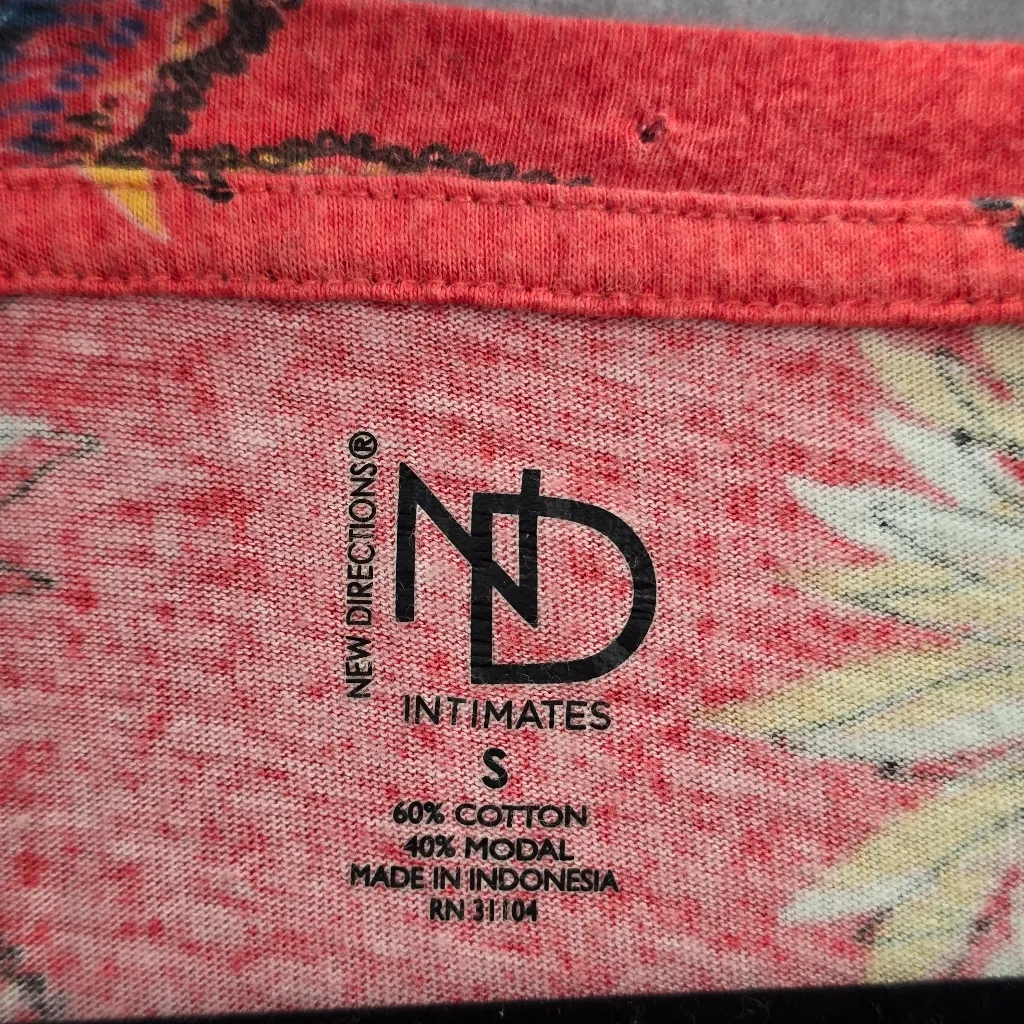 NEW DIRECTIONS®
ND
INTIMATES
S
60% COTTON
40% MODAL
MADE IN INDONESIA
RN 31104